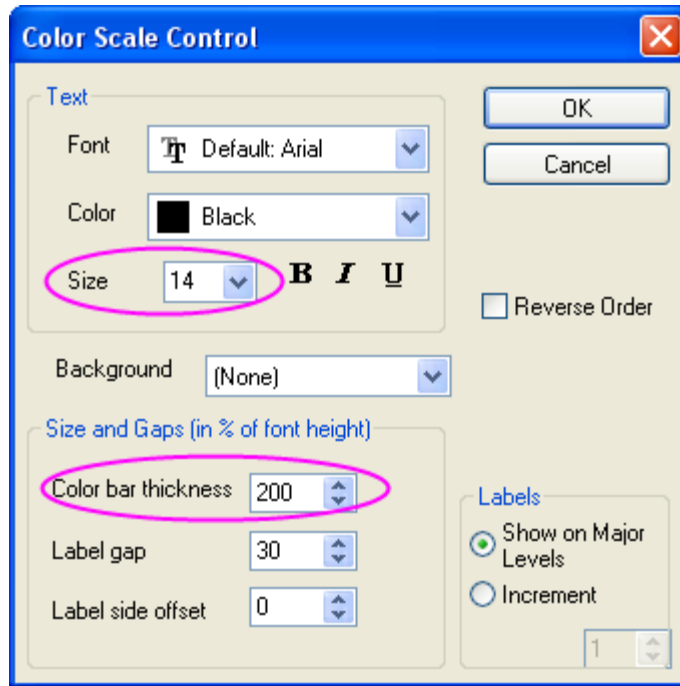 Color Scale Control
Text
Font Default: Arial
Color Black
Size 14 B I U
OK
Cancel
Reverse Order
Background (None)
Size and Gaps (in % of font height)
Color bar thickness 200
Label gap 30
Label side offset 0
Labels
Show on Major
Levels
Increment
1